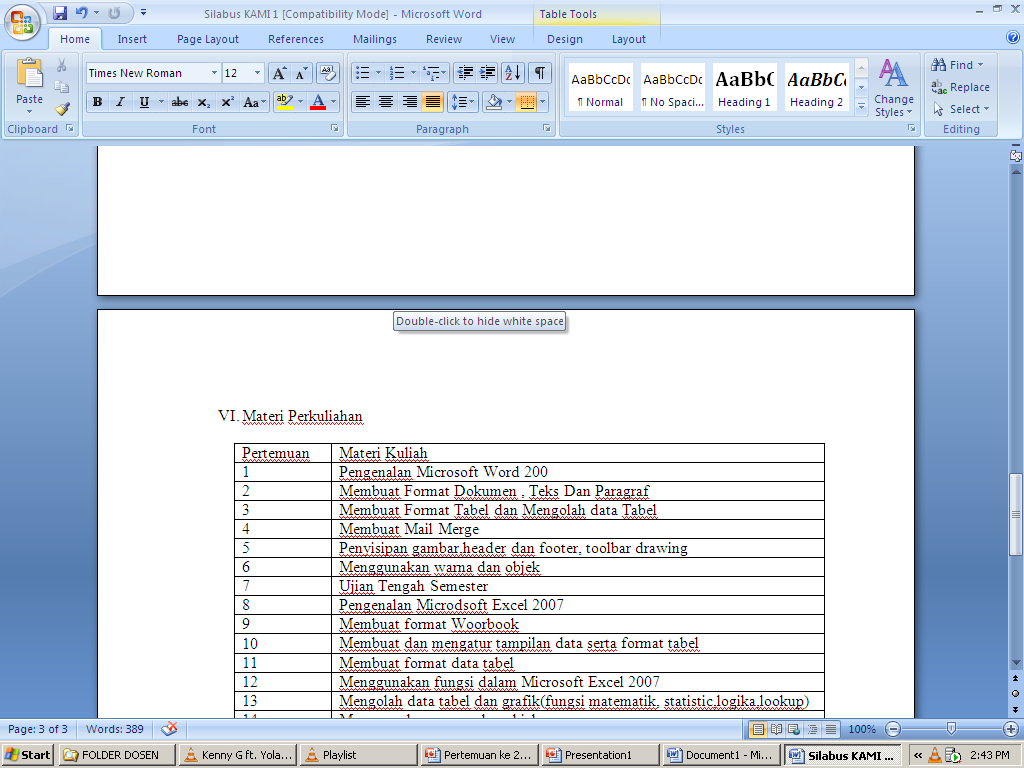 Silabus KAMI 1 [Compatibility Mode] - Microsoft Word
Table Tools
Home Insert Page Layout References Mailings Review View Design Layout
Paste
Clipboard
Times New Roman 12
Font
Paragraph
AaBbCcDc AaBbCcDc AaBbC AaBbCc
¶ Normal ¶ No Spaci... Heading 1 Heading 2
Change Styles
Styles
Find
Replace
Select
Editing
Double-click to hide white space
VI. Materi Perkuliahan
Pertemuan Materi Kuliah
1 Pengenalan Microsoft Word 200
2 Membuat Format Dokumen , Teks Dan Paragraf
3 Membuat Format Tabel dan Mengolah data Tabel
4 Membuat Mail Merge
5 Penyisipan gambar,header dan footer, toolbar drawing
6 Menggunakan warna dan objek
7 Ujian Tengah Semester
8 Pengenalan Microdsoft Excel 2007
9 Membuat format Woorbook
10 Membuat dan mengatur tampilan data serta format tabel
11 Membuat format data tabel
12 Menggunakan fungsi dalam Microsoft Excel 2007
13 Mengolah data tabel dan grafik(fungsi matematik, statistic,logika,lookup)
Page: 3 of 3 Words: 389 100%
Start FOLDER DOSEN Kenny G ft. Yola... Playlist Pertemuan ke 2... Presentation1 Document1 - Mi... Silabus KAMI ... 2:43 PM